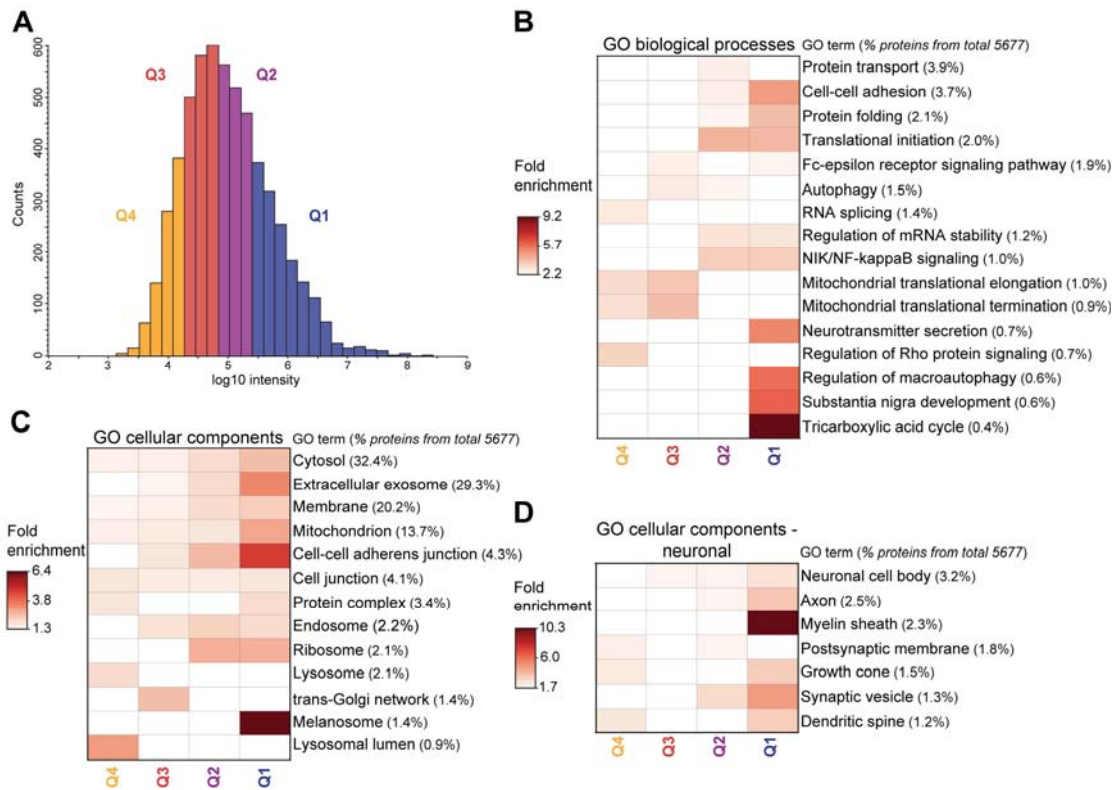 A
Counts
600
500
400
300
200
100
0
2
3
4
5
6
7
8
9
log10 intensity
Q3
Q2
Q4
Q1
B
GO biological processes
GO term (% proteins from total 5677)
Protein transport (3.9%)
Cell-cell adhesion (3.7%)
Protein folding (2.1%)
Translational initiation (2.0%)
Fc-epsilon receptor signaling pathway (1.9%)
Autophagy (1.5%)
RNA splicing (1.4%)
Regulation of mRNA stability (1.2%)
NIK/NF-kappaB signaling (1.0%)
Mitochondrial translational elongation (1.0%)
Mitochondrial translational termination (0.9%)
Neurotransmitter secretion (0.7%)
Regulation of Rho protein signaling (0.7%)
Regulation of macroautophagy (0.6%)
Substantia nigra development (0.6%)
Tricarboxylic acid cycle (0.4%)
Fold
enrichment
9.2
5.7
2.2
Q4
Q3
Q2
Q1
C
GO cellular components
GO term (% proteins from total 5677)
Cytosol (32.4%)
Extracellular exosome (29.3%)
Membrane (20.2%)
Mitochondrion (13.7%)
Cell-cell adherens junction (4.3%)
Cell junction (4.1%)
Protein complex (3.4%)
Endosome (2.2%)
Ribosome (2.1%)
Lysosome (2.1%)
trans-Golgi network (1.4%)
Melanosome (1.4%)
Lysosomal lumen (0.9%)
Fold
enrichment
6.4
3.8
1.3
Q4
Q3
Q2
Q1
D
GO cellular components -
neuronal
GO term (% proteins from total 5677)
Neuronal cell body (3.2%)
Axon (2.5%)
Myelin sheath (2.3%)
Postsynaptic membrane (1.8%)
Growth cone (1.5%)
Synaptic vesicle (1.3%)
Dendritic spine (1.2%)
Fold
enrichment
10.3
6.0
1.7
Q4
Q3
Q2
Q1